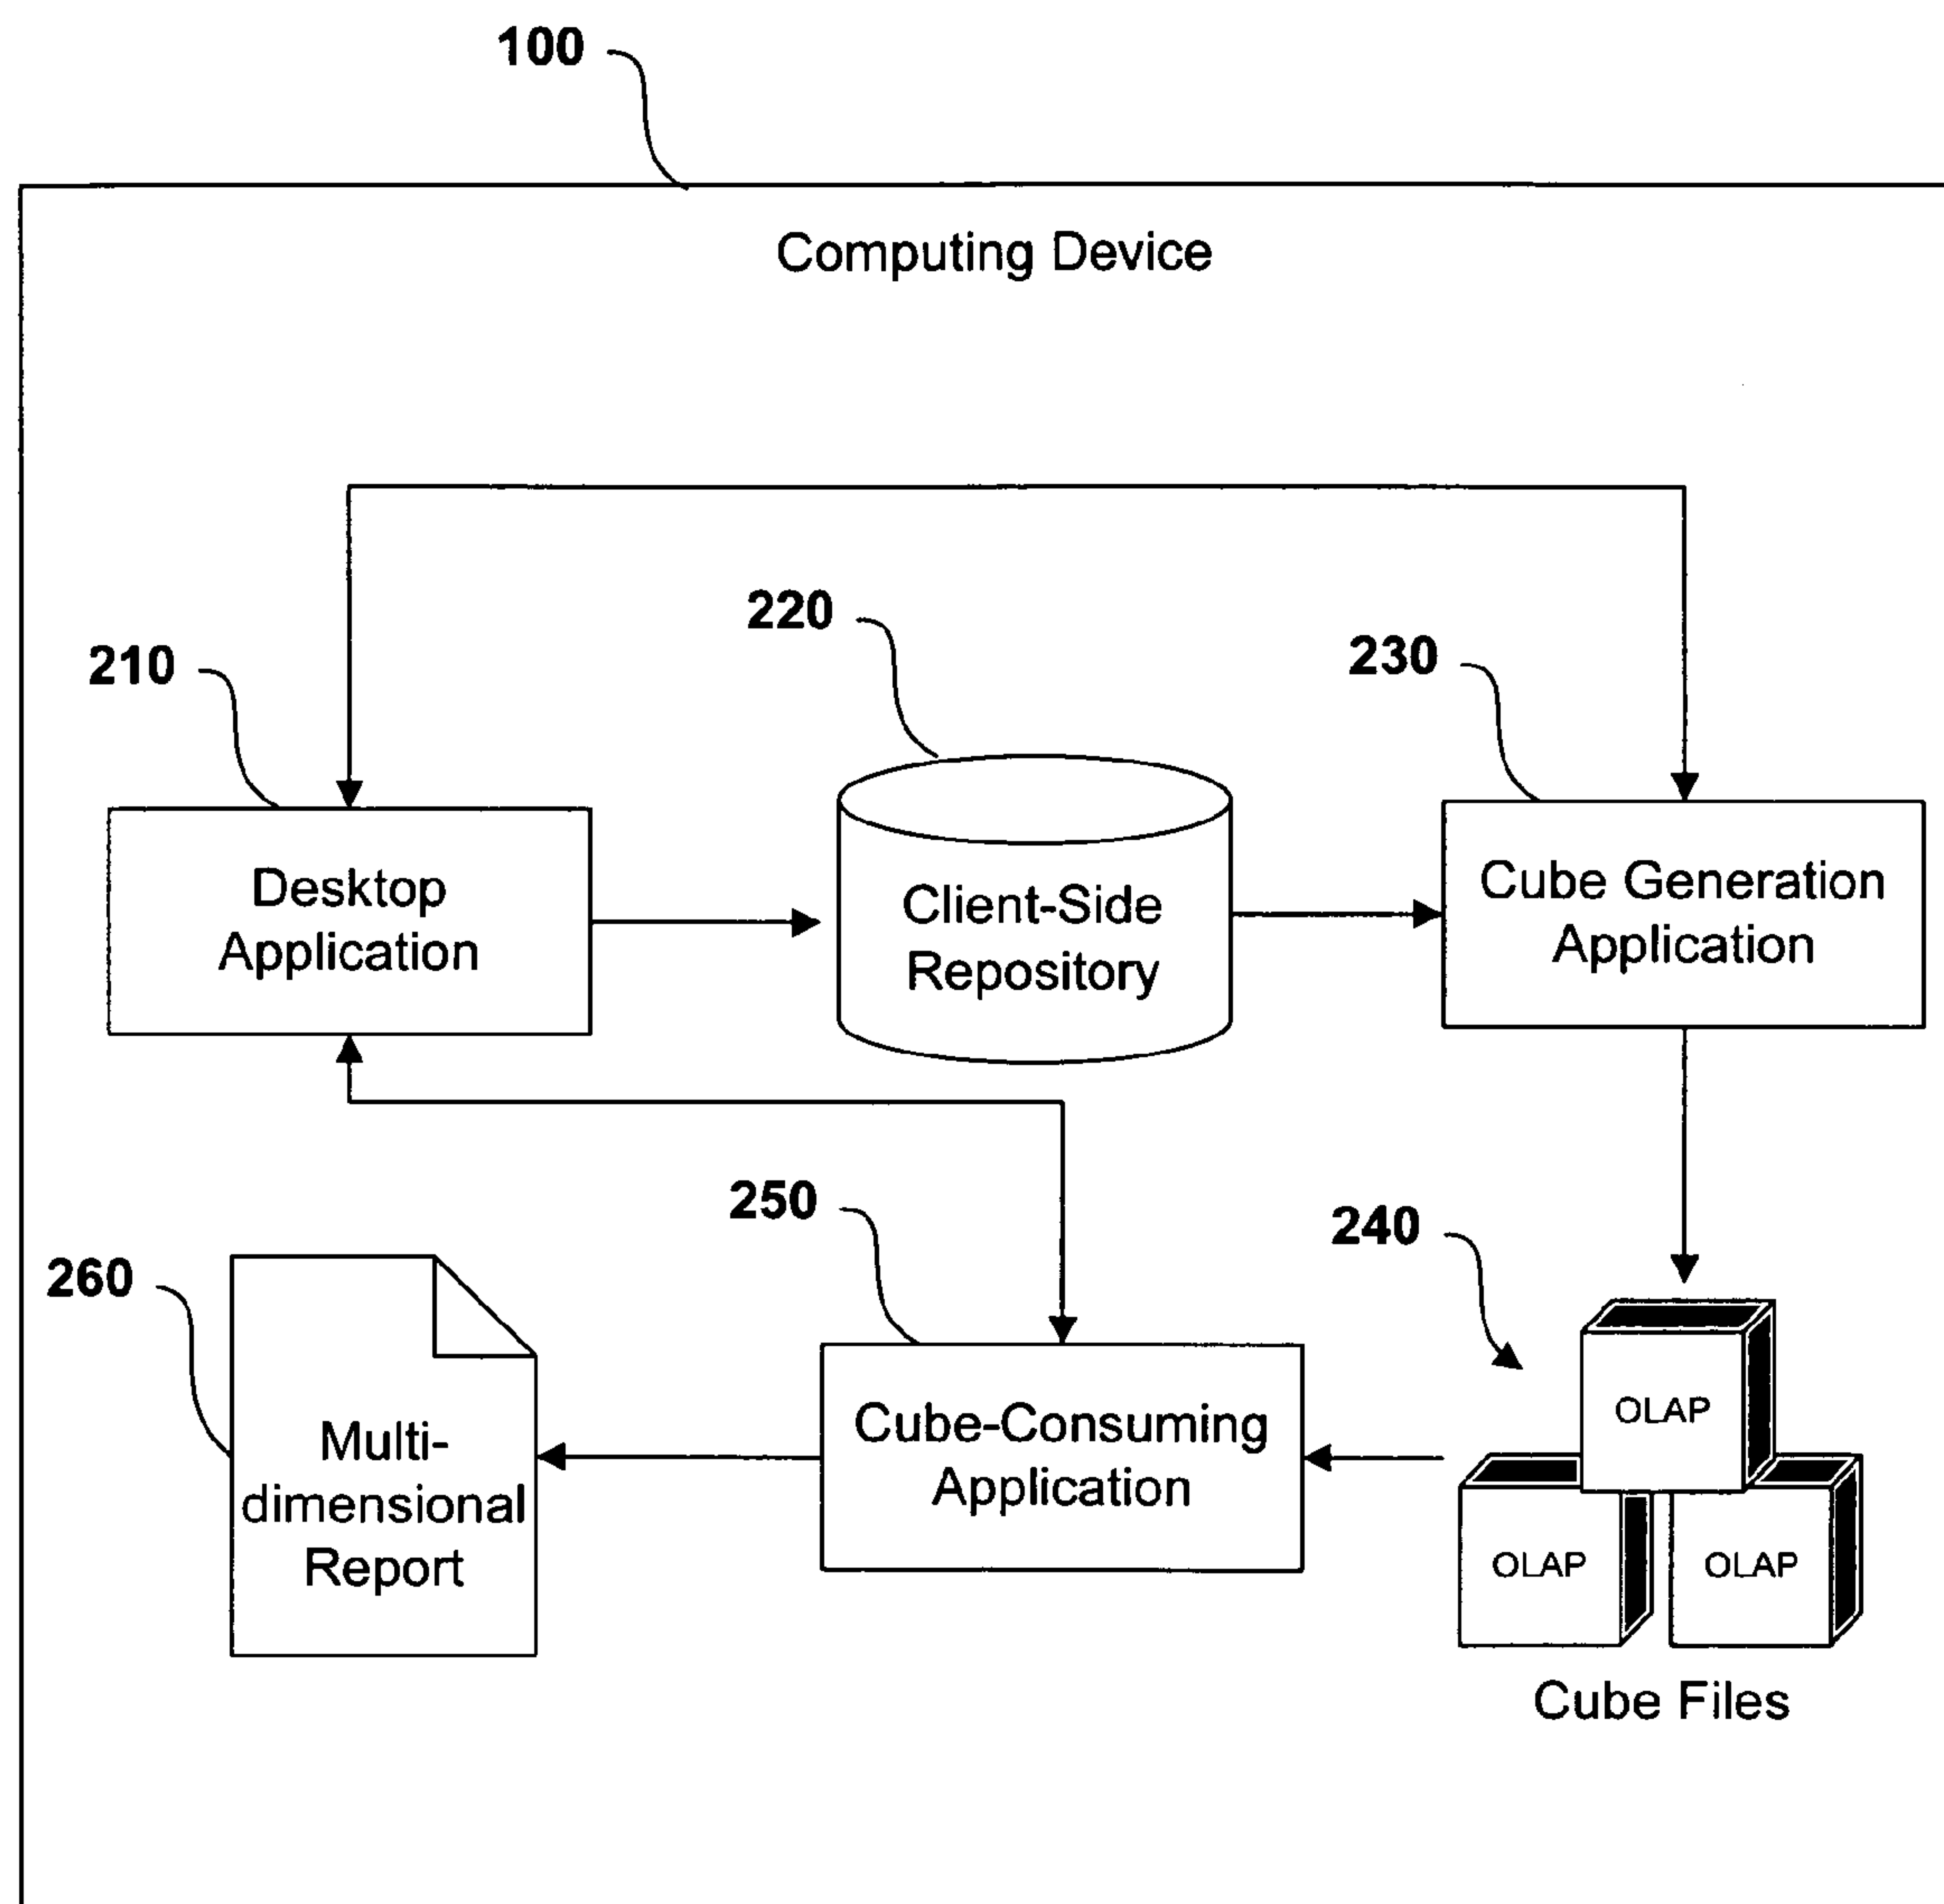 100
Computing Device
220
210
230
Desktop
Application
Client-Side
Repository
Cube Generation
Application
250
240
260
Multi-
dimensional
Report
Cube-Consuming
Application
OLAP
OLAP
OLAP
Cube Files